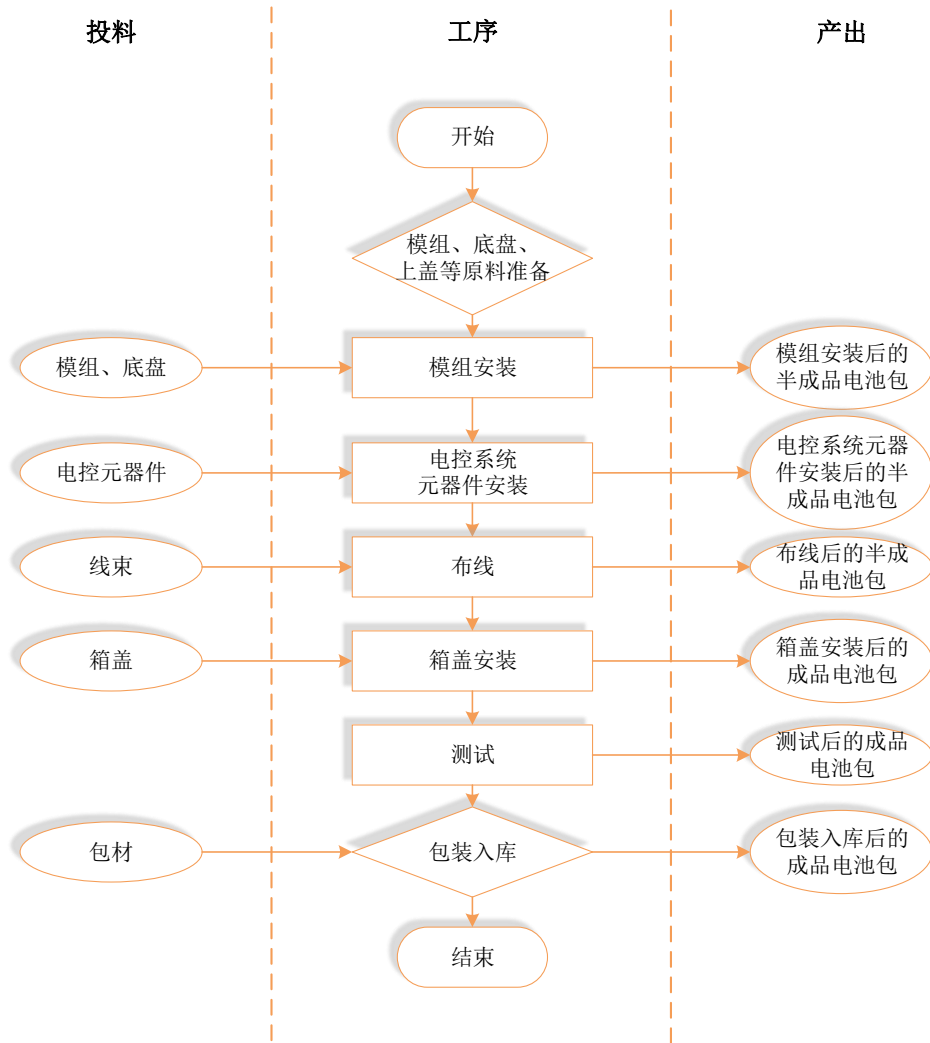 投料
工序
产出
开始
模组、底盘、
上盖等原料准备
模组、底盘
模组安装
模组安装后的
半成品电池包
电控元器件
电控系统
元器件安装
电控系统元器
件安装后的半
成品电池包
线束
布线
布线后的半成
品电池包
箱盖
箱盖安装
箱盖安装后的
成品电池包
测试
测试后的成品
电池包
包材
包装入库
包装入库后的
成品电池包
结束